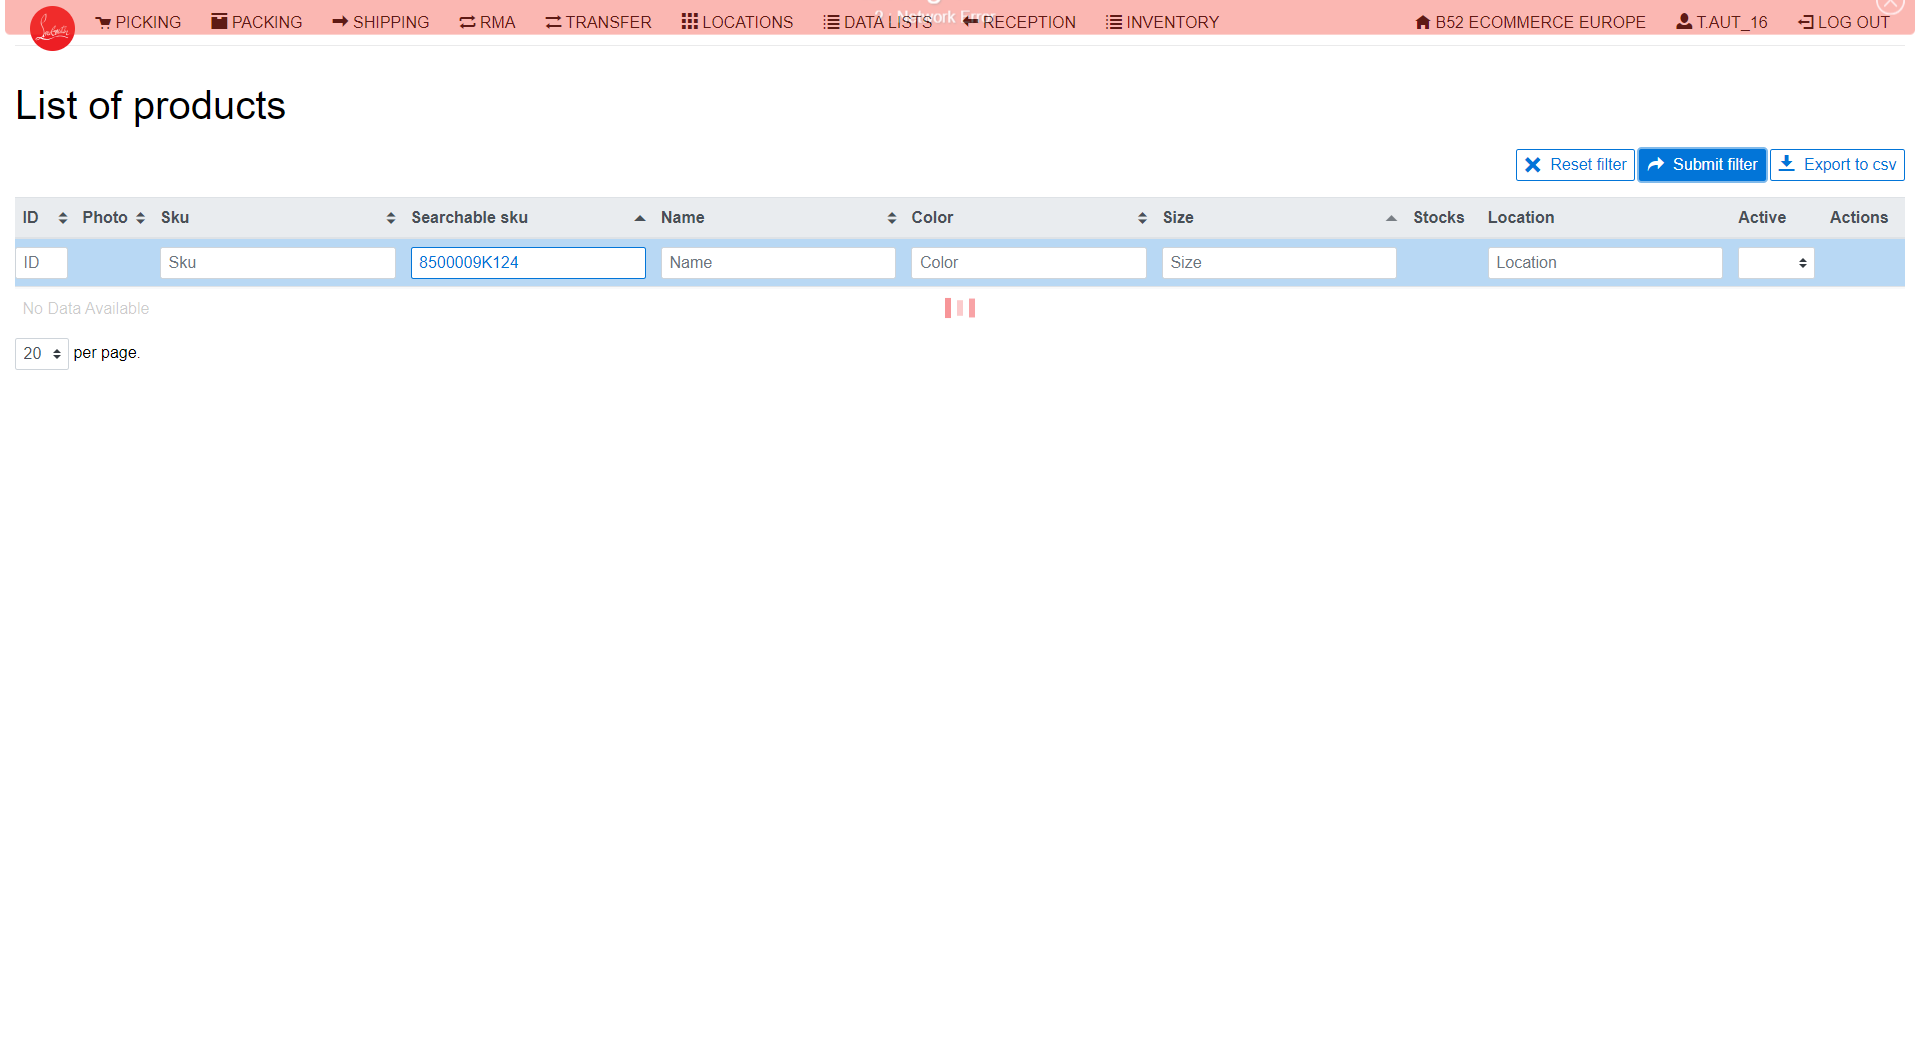 PICKING PACKING SHIPPING RMA TRANSFER LOCATIONS DATA LISTS RECEPTION INVENTORY B52 ECOMMERCE EUROPE T.AUT_16 LOG OUT
Network Error
List of products
Reset filter Submit filter Export to csv
ID Photo Sku Searchable sku Name Color Size Stocks Location Active Actions
ID Sku 8500009K124 Name Color Size Location
No Data Available
20 per page.